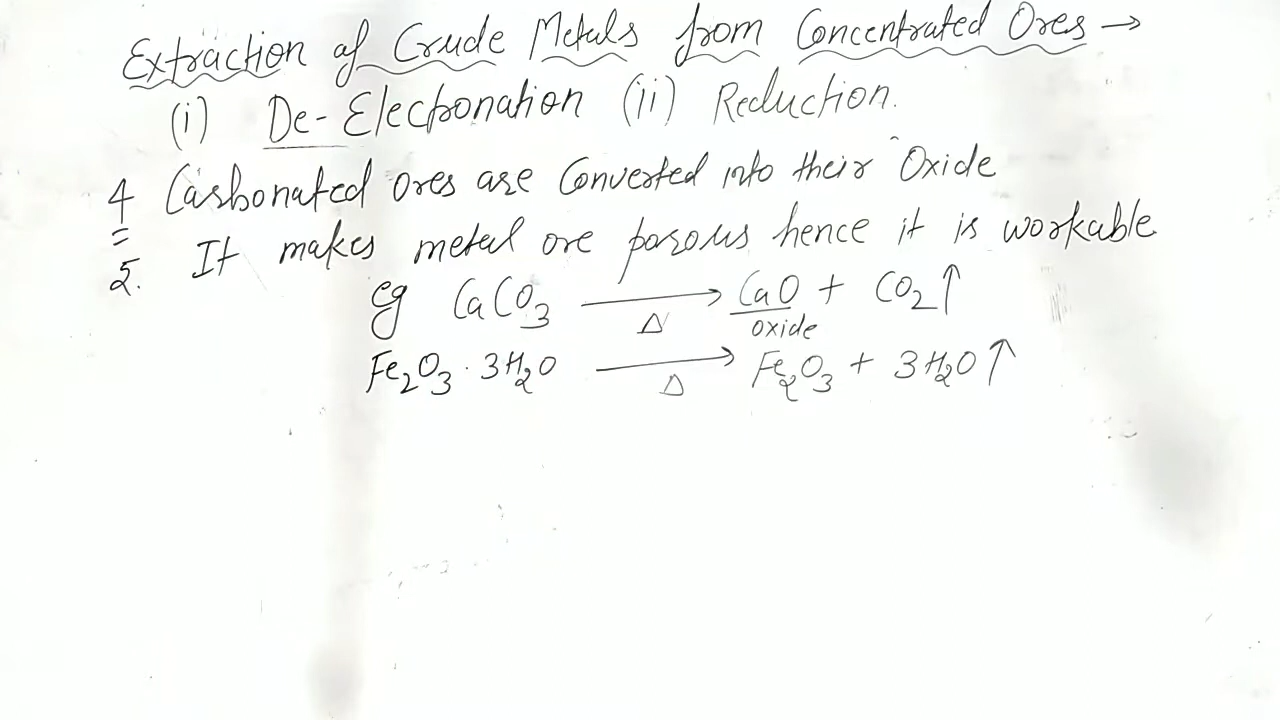 Extraction of Crude Metals from Concentrated Ores →
(i) De-Electronation (ii) Reduction.
4 Carbonated ores are Converted into their Oxide
5. It makes metal ore porous hence it is workable
eg CaCO₃ →Δ CaO + CO₂↑
oxide
Fe₂O₃·3H₂O →Δ Fe₂O₃ + 3H₂O↑